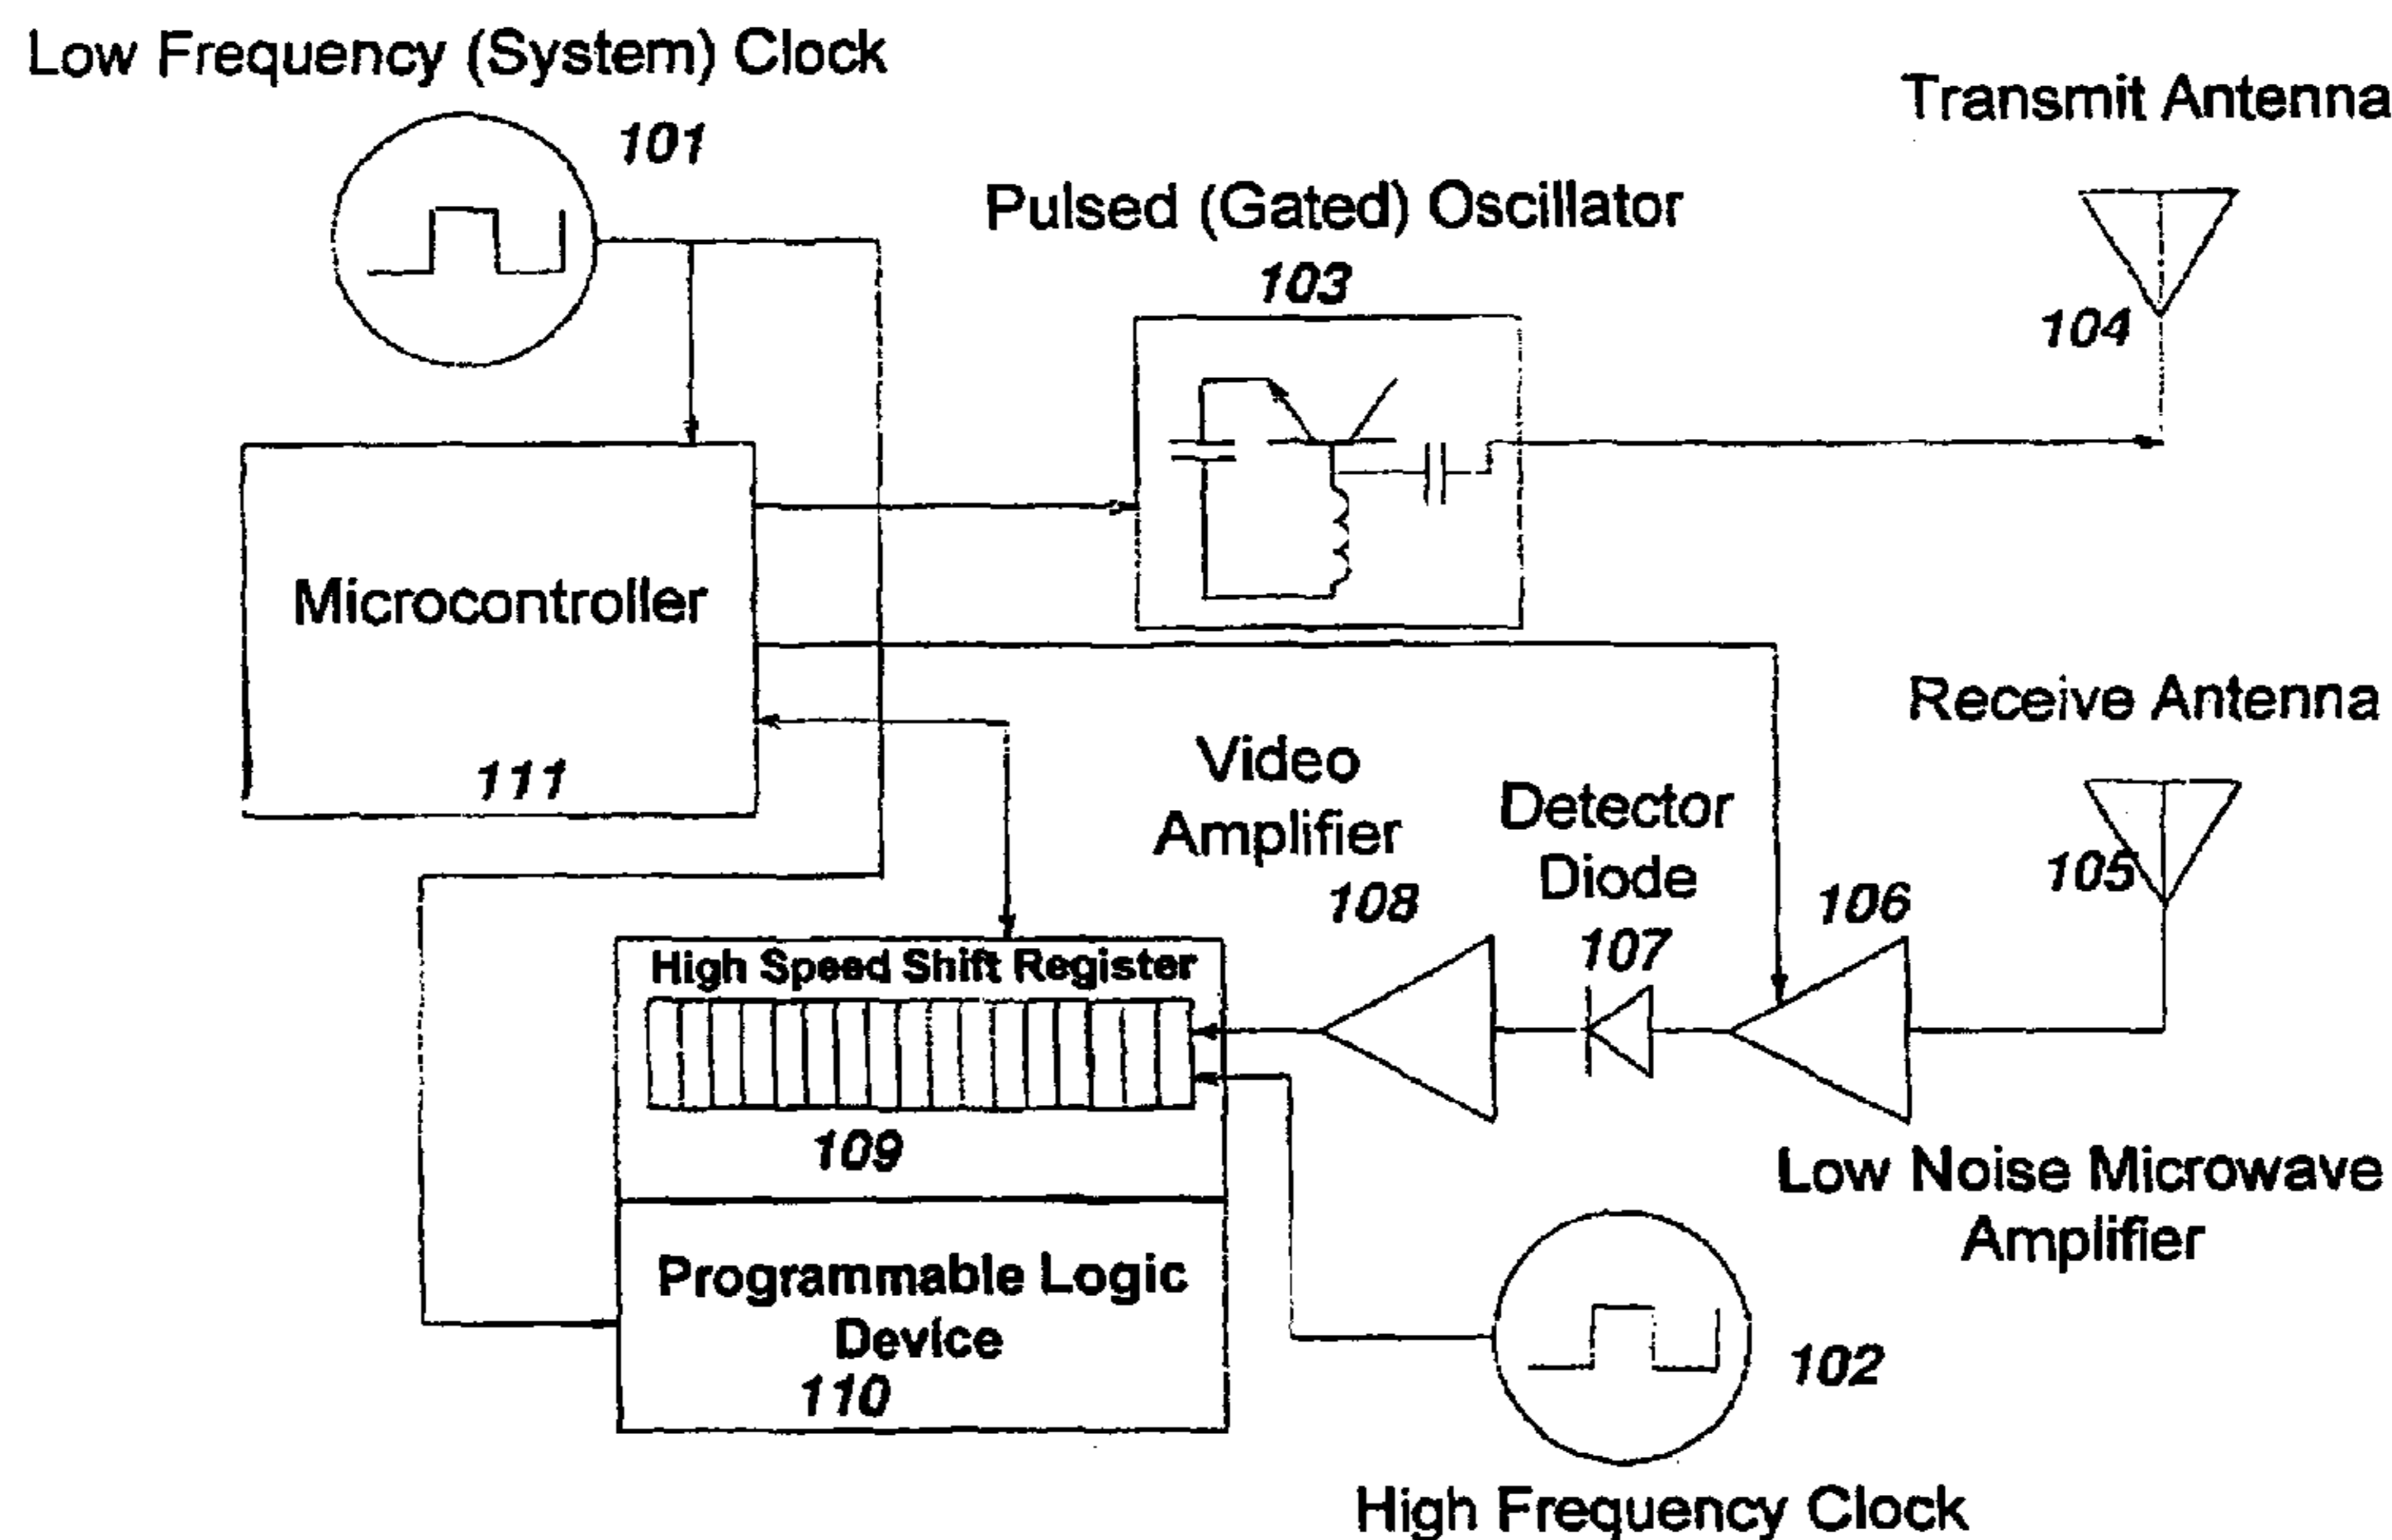 Low Frequency (System) Clock
101
Transmit Antenna
104
Pulsed (Gated) Oscillator
103
Microcontroller
111
Receive Antenna
105
Video
Amplifier
108
Detector
Diode
107
106
Low Noise Microwave
Amplifier
High Speed Shift Register
109
Programmable Logic
Device
110
102
High Frequency Clock